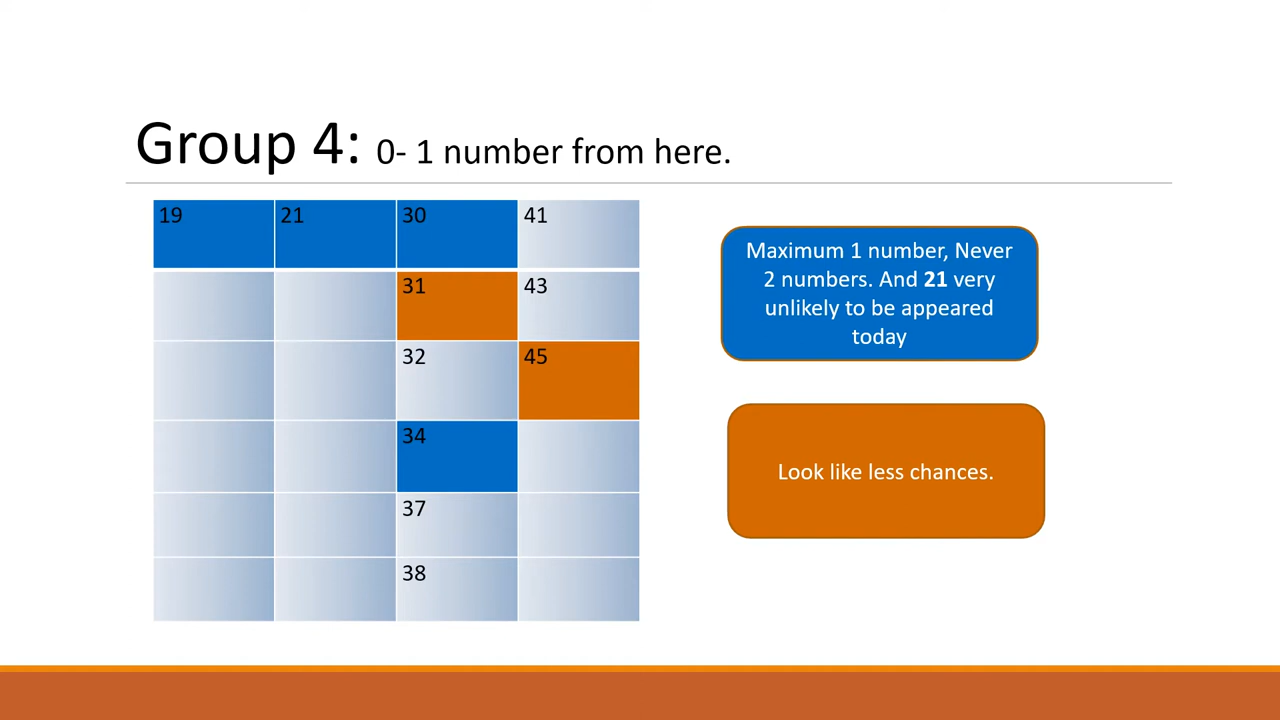 Group 4: 0- 1 number from here.
19 21 30 41
31 43
32 45
34
37
38
Maximum 1 number, Never
2 numbers. And 21 very
unlikely to be appeared
today
Look like less chances.